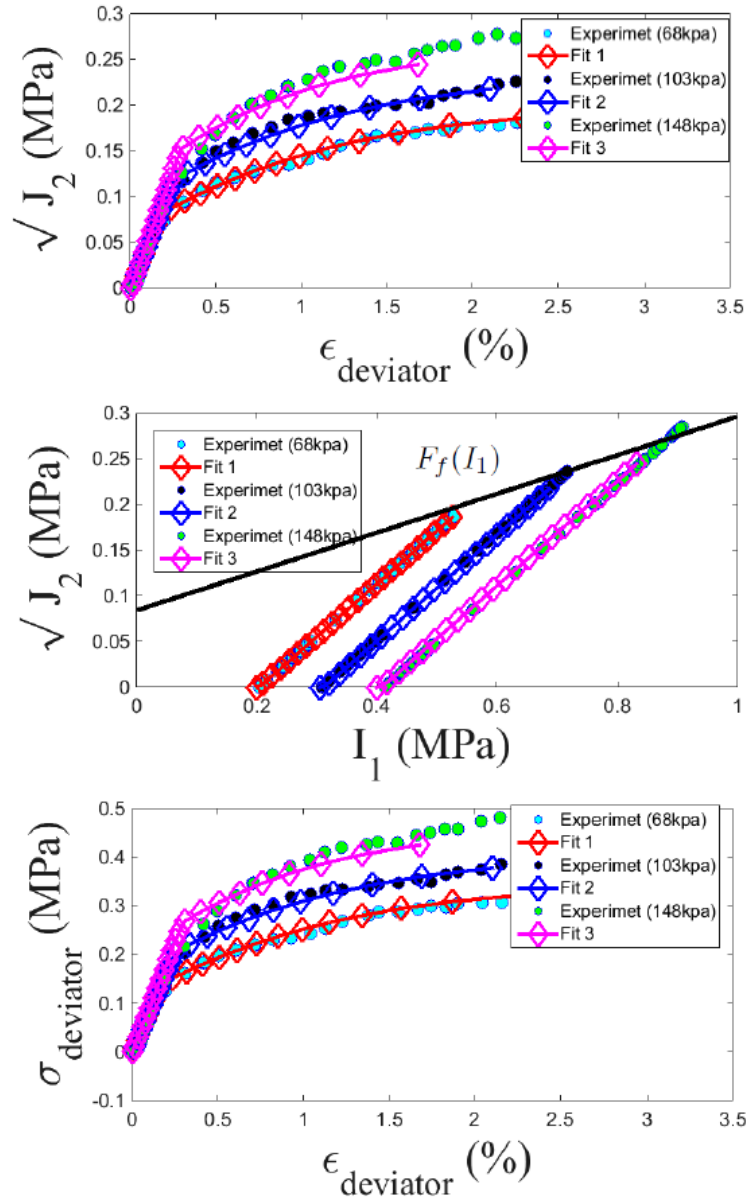 0.3
0.25
0.2
0.15
0.1
0.05
0
√ J2 (MPa)
Experimet (68kpa)
Fit 1
Experimet (103kpa)
Fit 2
Experimet (148kpa)
Fit 3
0 0.5 1 1.5 2 2.5 3 3.5
ϵdeviator (%)
0.3
0.25
0.2
0.15
0.1
0.05
0
√ J2 (MPa)
Experimet (68kpa)
Fit 1
Experimet (103kpa)
Fit 2
Experimet (148kpa)
Fit 3
Ff(I1)
0 0.2 0.4 0.6 0.8 1
I1 (MPa)
0.5
0.4
0.3
0.2
0.1
0
-0.1
σdeviator (MPa)
Experimet (68kpa)
Fit 1
Experimet (103kpa)
Fit 2
Experimet (148kpa)
Fit 3
0 0.5 1 1.5 2 2.5 3 3.5
ϵdeviator (%)